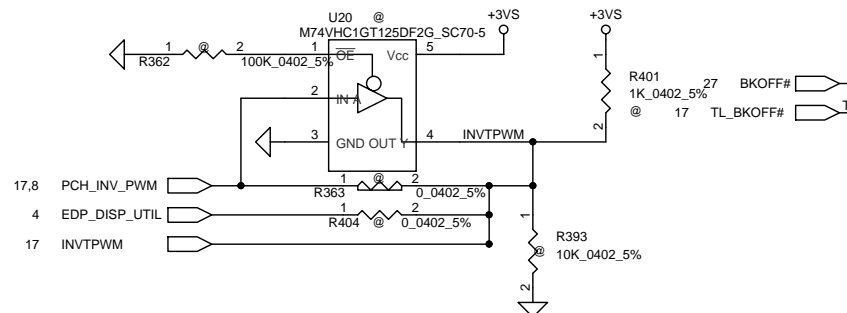 U20 @
M74VHC1GT125DF2G_SC70-5
+3VS
+3VS
1 @ 2
R362 100K_0402_5%
1 OE Vcc 5
2 IN A
3 GND OUT Y 4 INVTPWM
1
R401
1K_0402_5%
@
2
27 BKOFF#
17 TL_BKOFF#
T
17,8 PCH_INV_PWM
1 @ 2
R363 0_0402_5%
4 EDP_DISP_UTIL
1 @ 2
R404 0_0402_5%
17 INVTPWM
1
R393
@ 10K_0402_5%
2